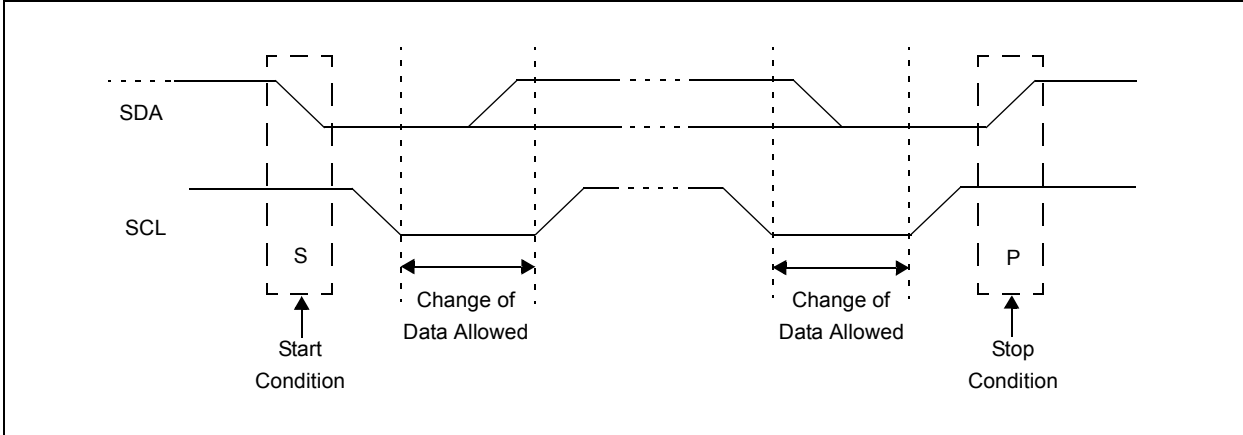 SDA
SCL
S
P
Change of
Data Allowed
Change of
Data Allowed
Start
Condition
Stop
Condition